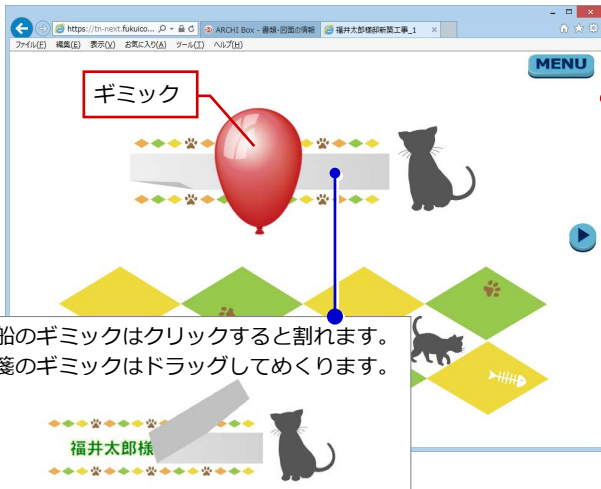 https://tn-next.fukuico...
ARCHI Box - 書類・図面の情報
福井太郎様邸新築工事_1
ファイル(F) 編集(E) 表示(V) お気に入り(A) ツール(T) ヘルプ(H)
MENU
ギミック
船のギミックはクリックすると割れます。
箋のギミックはドラッグしてめくります。
福井太郎様